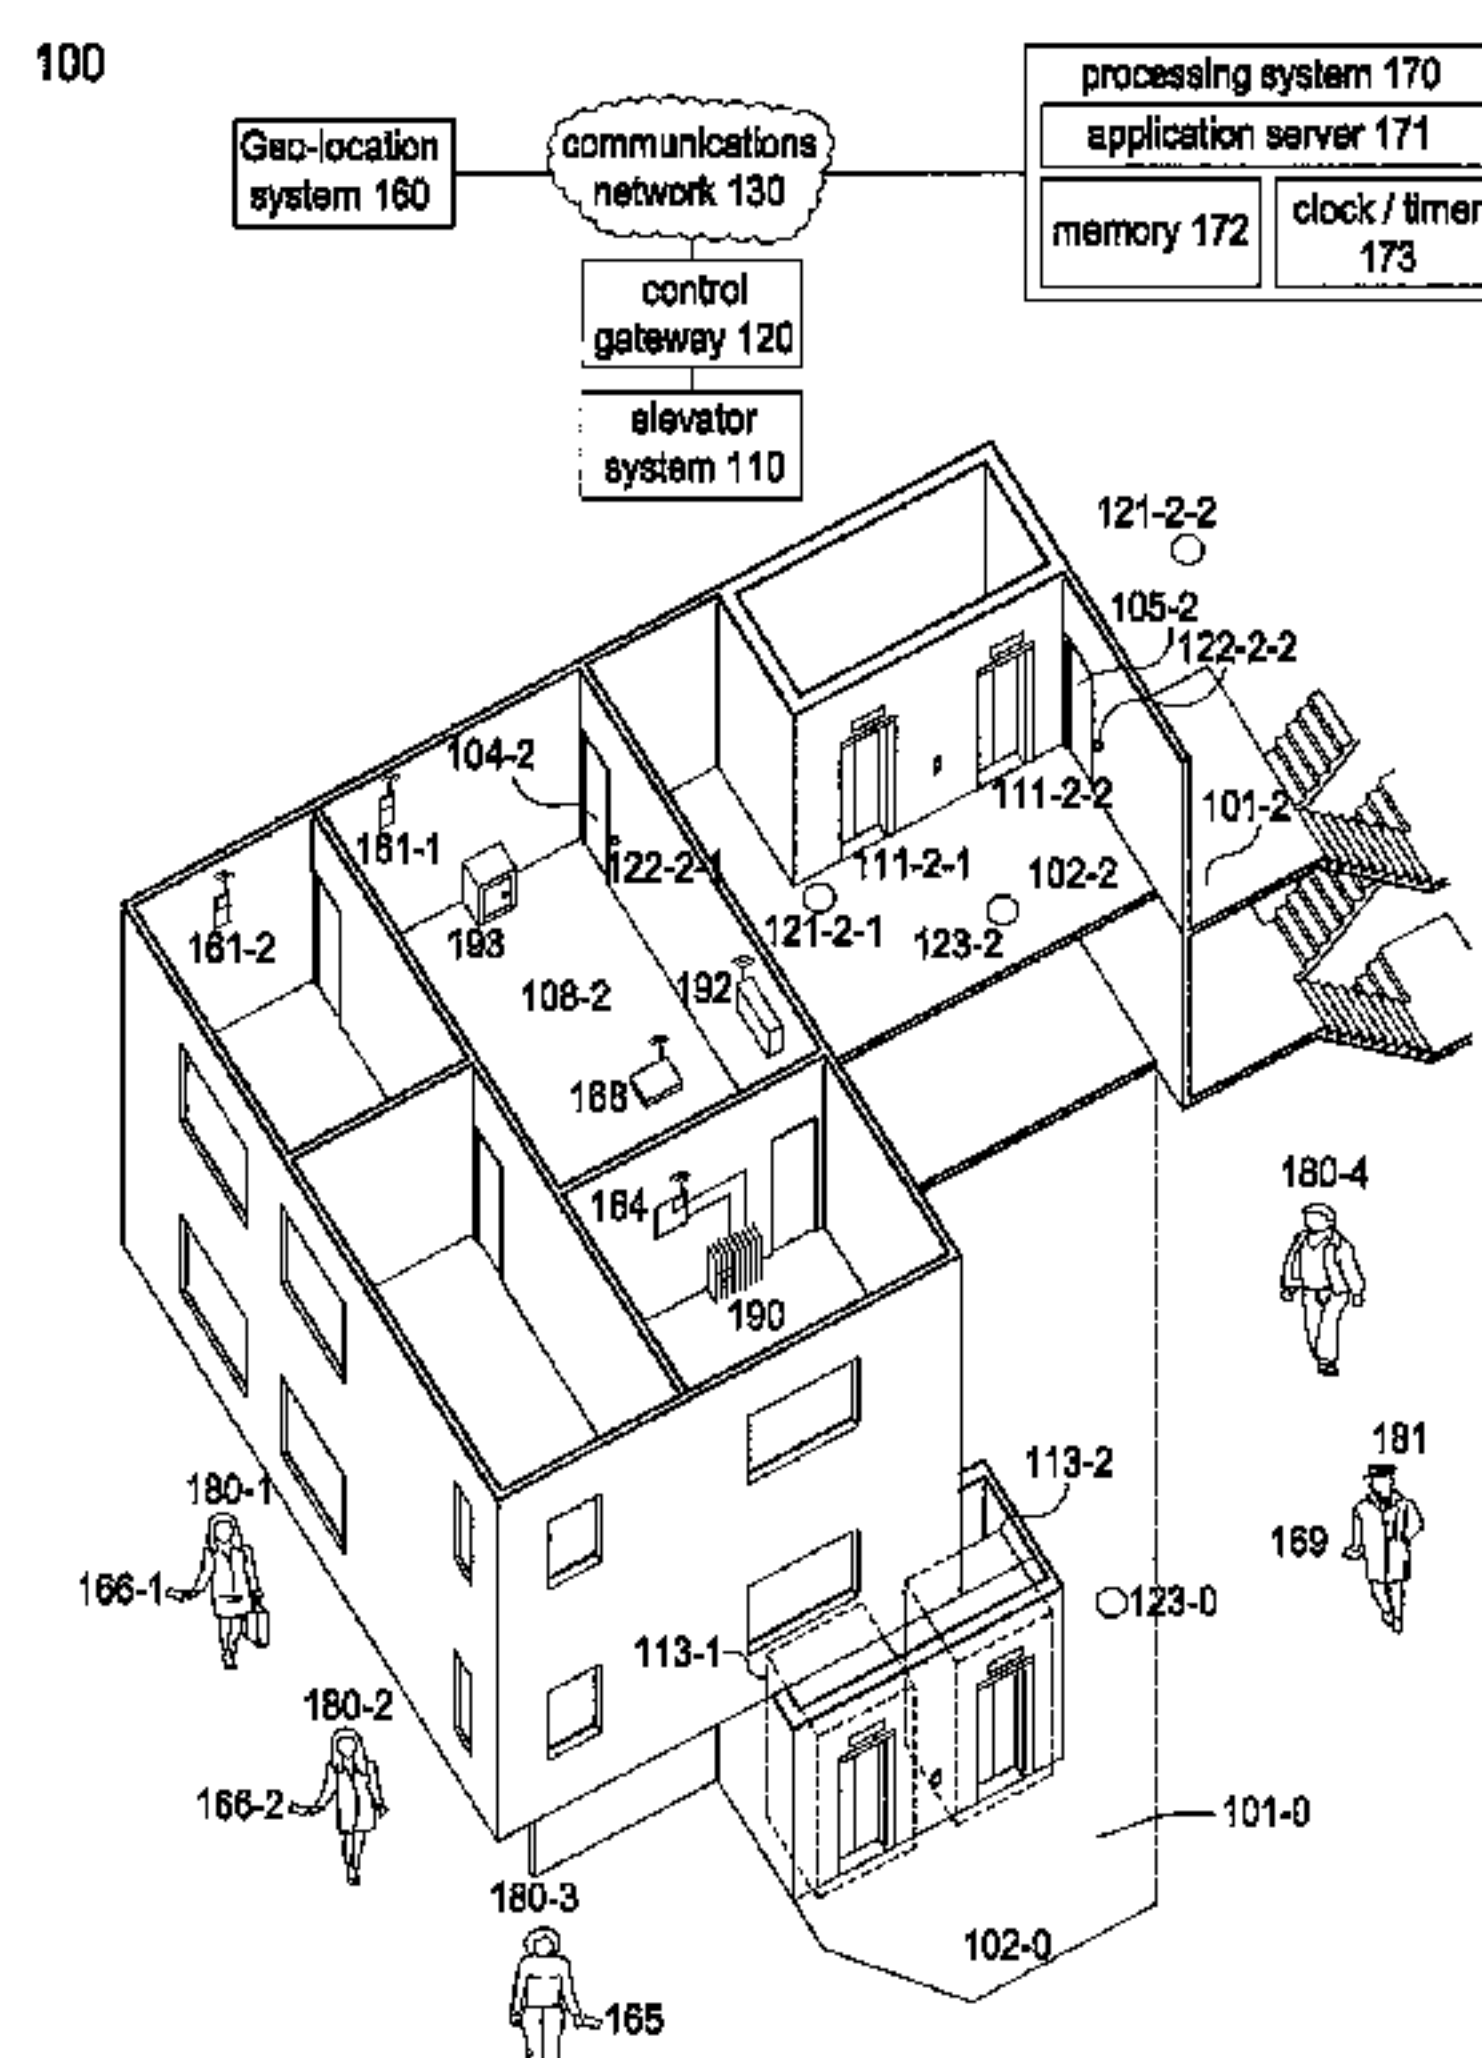 100
processing system 170
application server 171
memory 172
clock / timer
173
Geo-location
system 160
communications
network 130
control
gateway 120
elevator
system 110
121-2-2
105-2
122-2-2
104-2
161-1
111-2-2
101-2
122-2-1
111-2-1
102-2
161-2
193
121-2-1
123-2
192
108-2
168
164
180-4
190
113-2
181
180-1
169
166-1
123-0
113-1
180-2
166-2
101-0
180-3
102-0
165